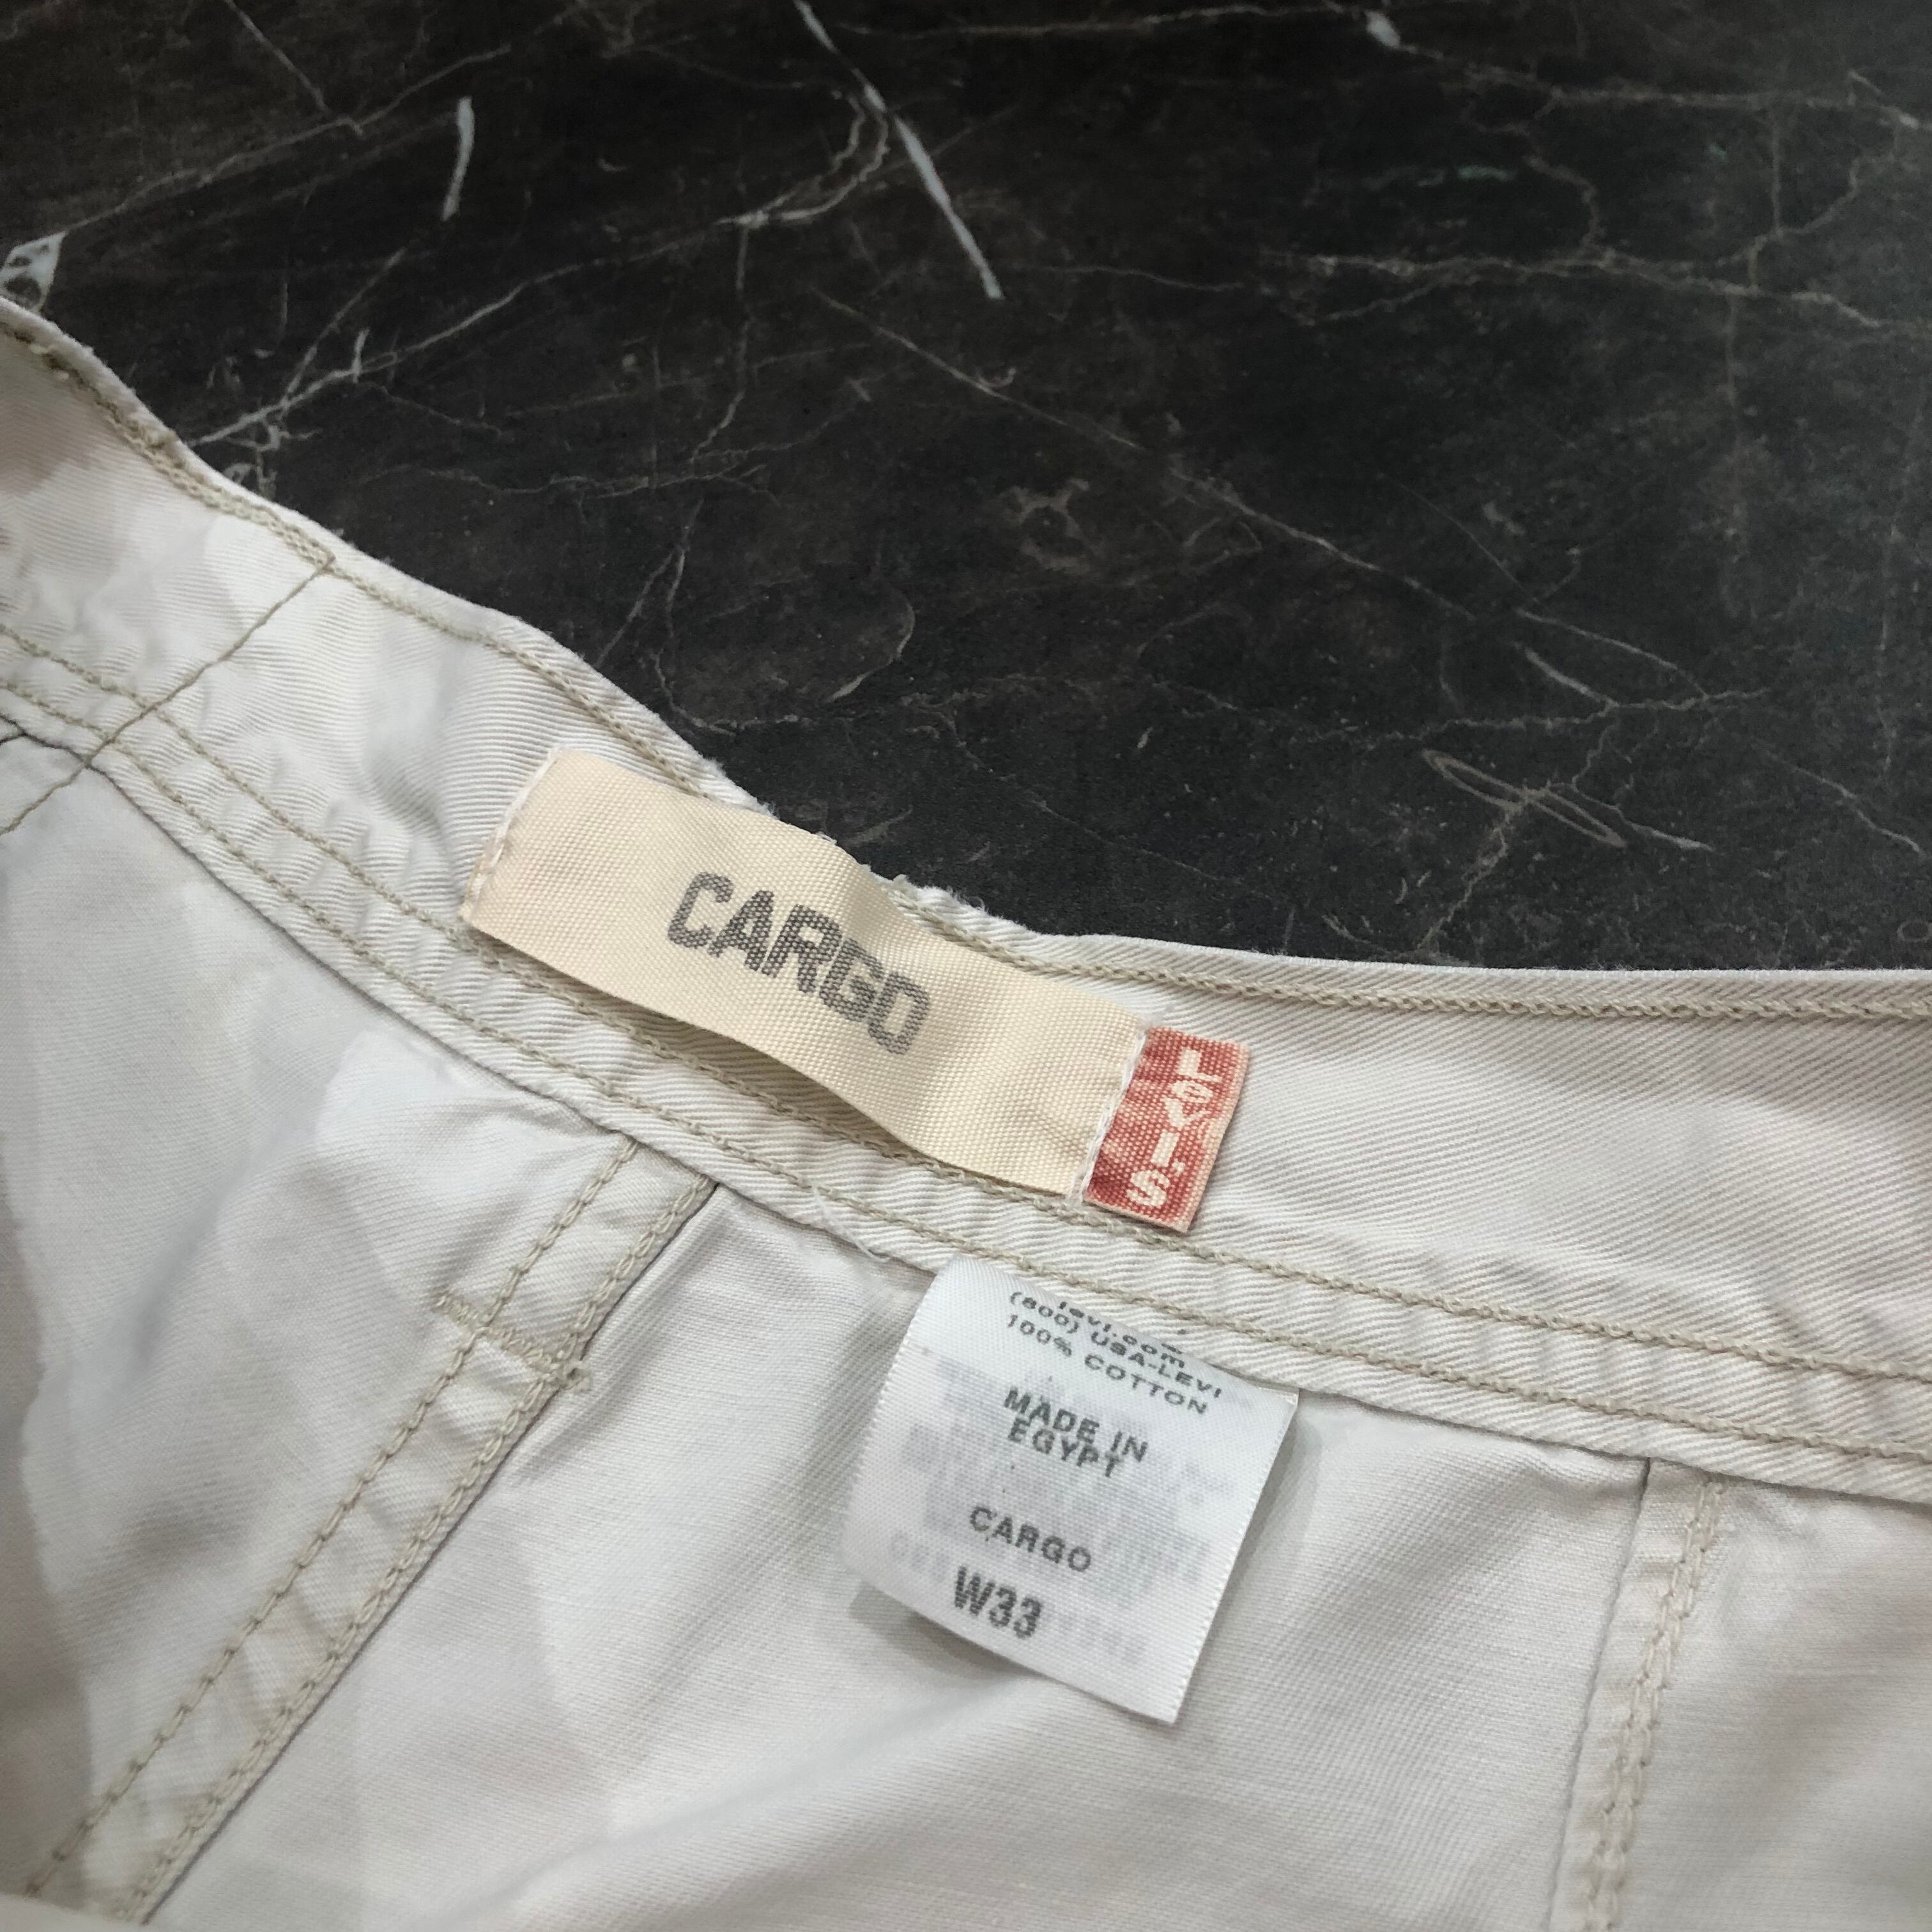 CARGO
LEVI'S
levi.com
(800) USA-LEVI
100% COTTON
MADE IN
EGYPT
CARGO
W33